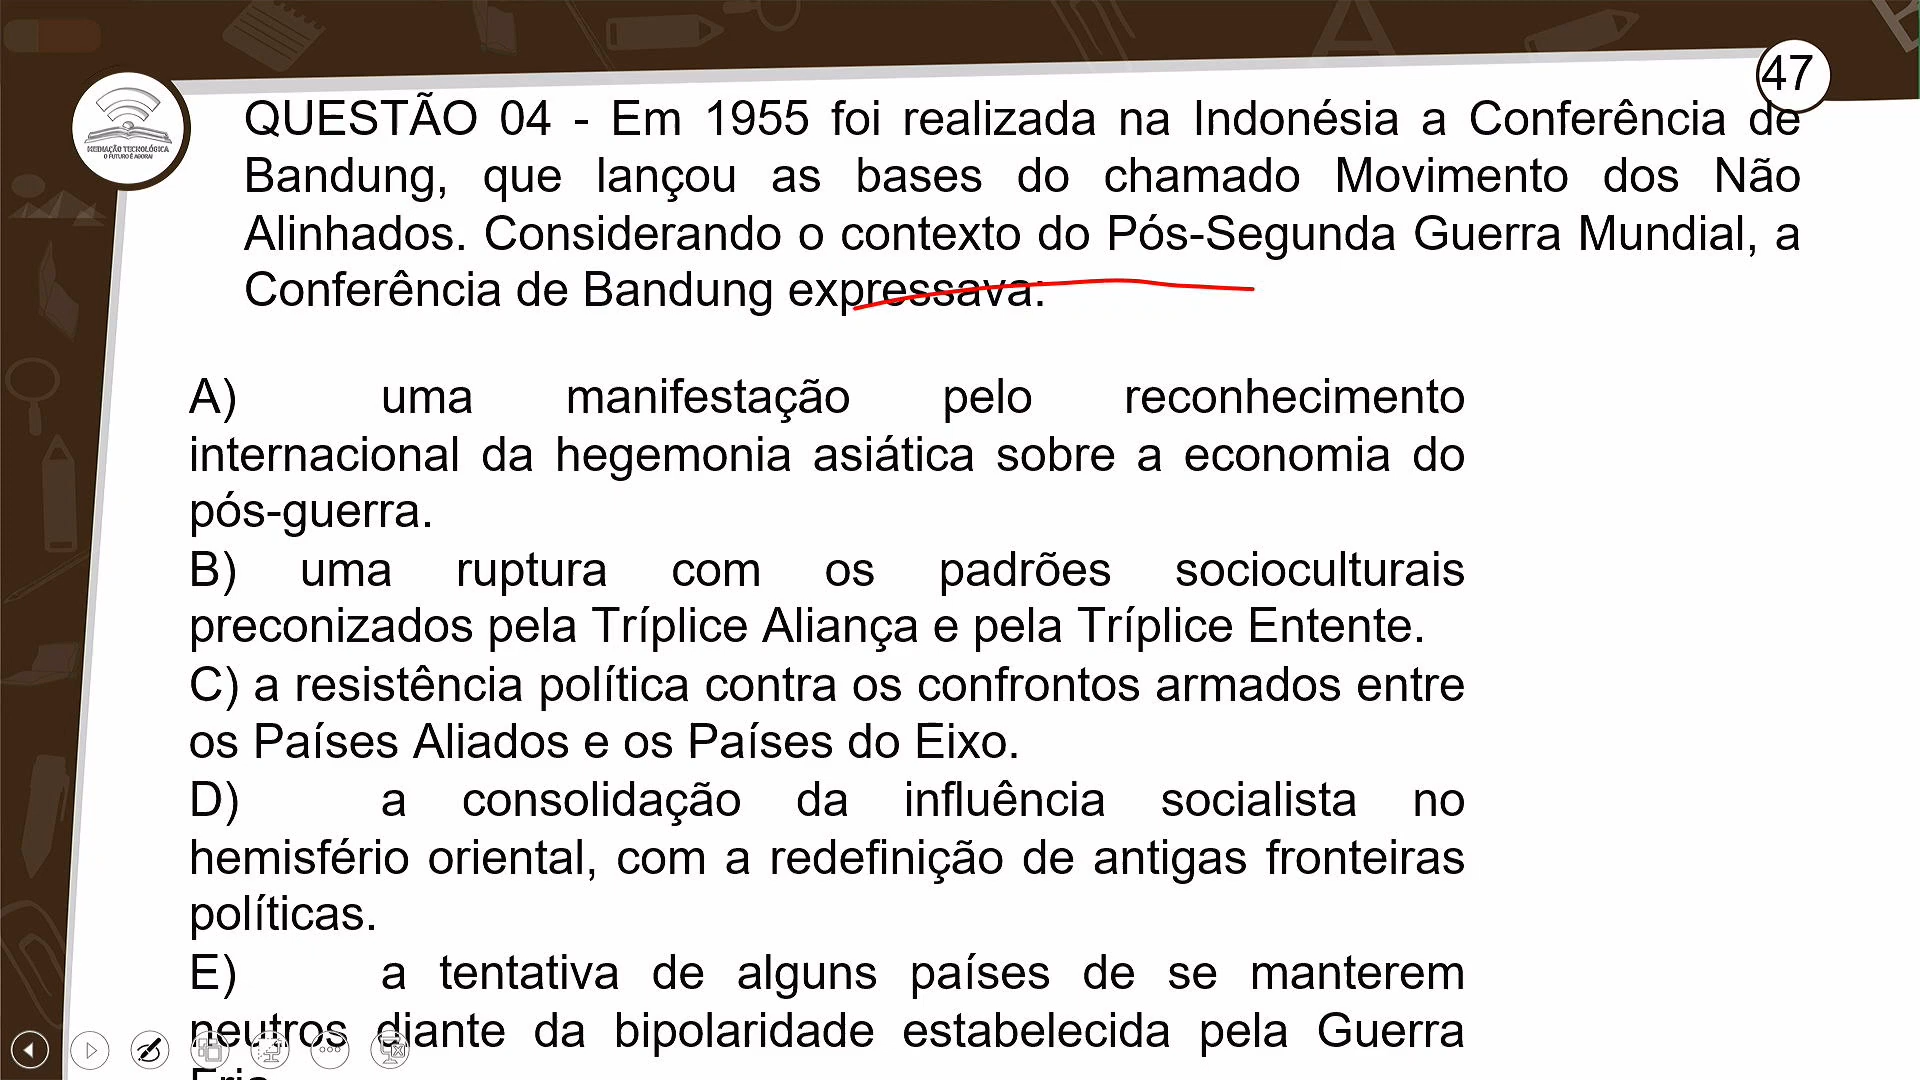 47
MEDIAÇÃO TECNOLÓGICA
O FUTURO É AGORA!
QUESTÃO 04 - Em 1955 foi realizada na Indonésia a Conferência de
Bandung, que lançou as bases do chamado Movimento dos Não
Alinhados. Considerando o contexto do Pós-Segunda Guerra Mundial, a
Conferência de Bandung expressava:
A) uma manifestação pelo reconhecimento
internacional da hegemonia asiática sobre a economia do
pós-guerra.
B) uma ruptura com os padrões socioculturais
preconizados pela Tríplice Aliança e pela Tríplice Entente.
C) a resistência política contra os confrontos armados entre
os Países Aliados e os Países do Eixo.
D) a consolidação da influência socialista no
hemisfério oriental, com a redefinição de antigas fronteiras
políticas.
E) a tentativa de alguns países de se manterem
neutros diante da bipolaridade estabelecida pela Guerra
Fria